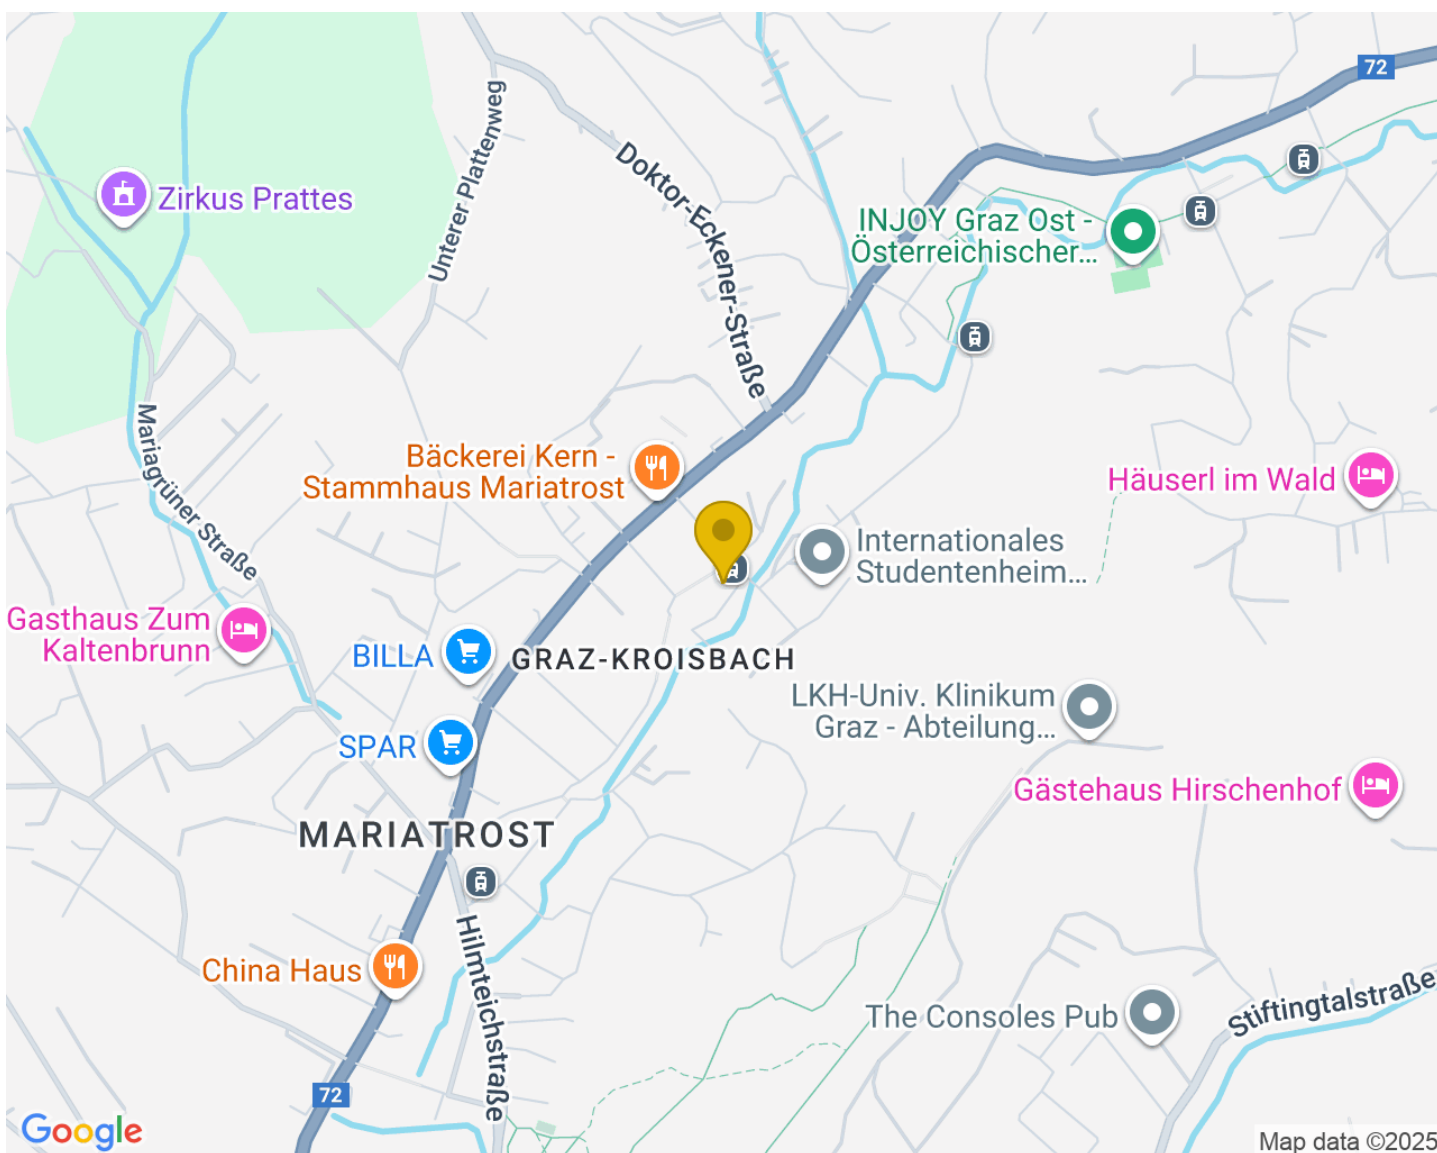 72
Unterer Plattenweg
Doktor-Eckener-Straße
Zirkus Prattes
INJOY Graz Ost -
Österreichischer...
Mariagrüner Straße
Bäckerei Kern -
Stammhaus Mariatrost
Häuserl im Wald
Internationales
Studentenheim...
Gasthaus Zum
Kaltenbrunn
BILLA
GRAZ-KROISBACH
LKH-Univ. Klinikum
Graz - Abteilung...
SPAR
Gästehaus Hirschenhof
MARIATROST
China Haus
Hilmteichstraße
The Consoles Pub
Stiftingtalstraße
72
Google
Map data ©2025